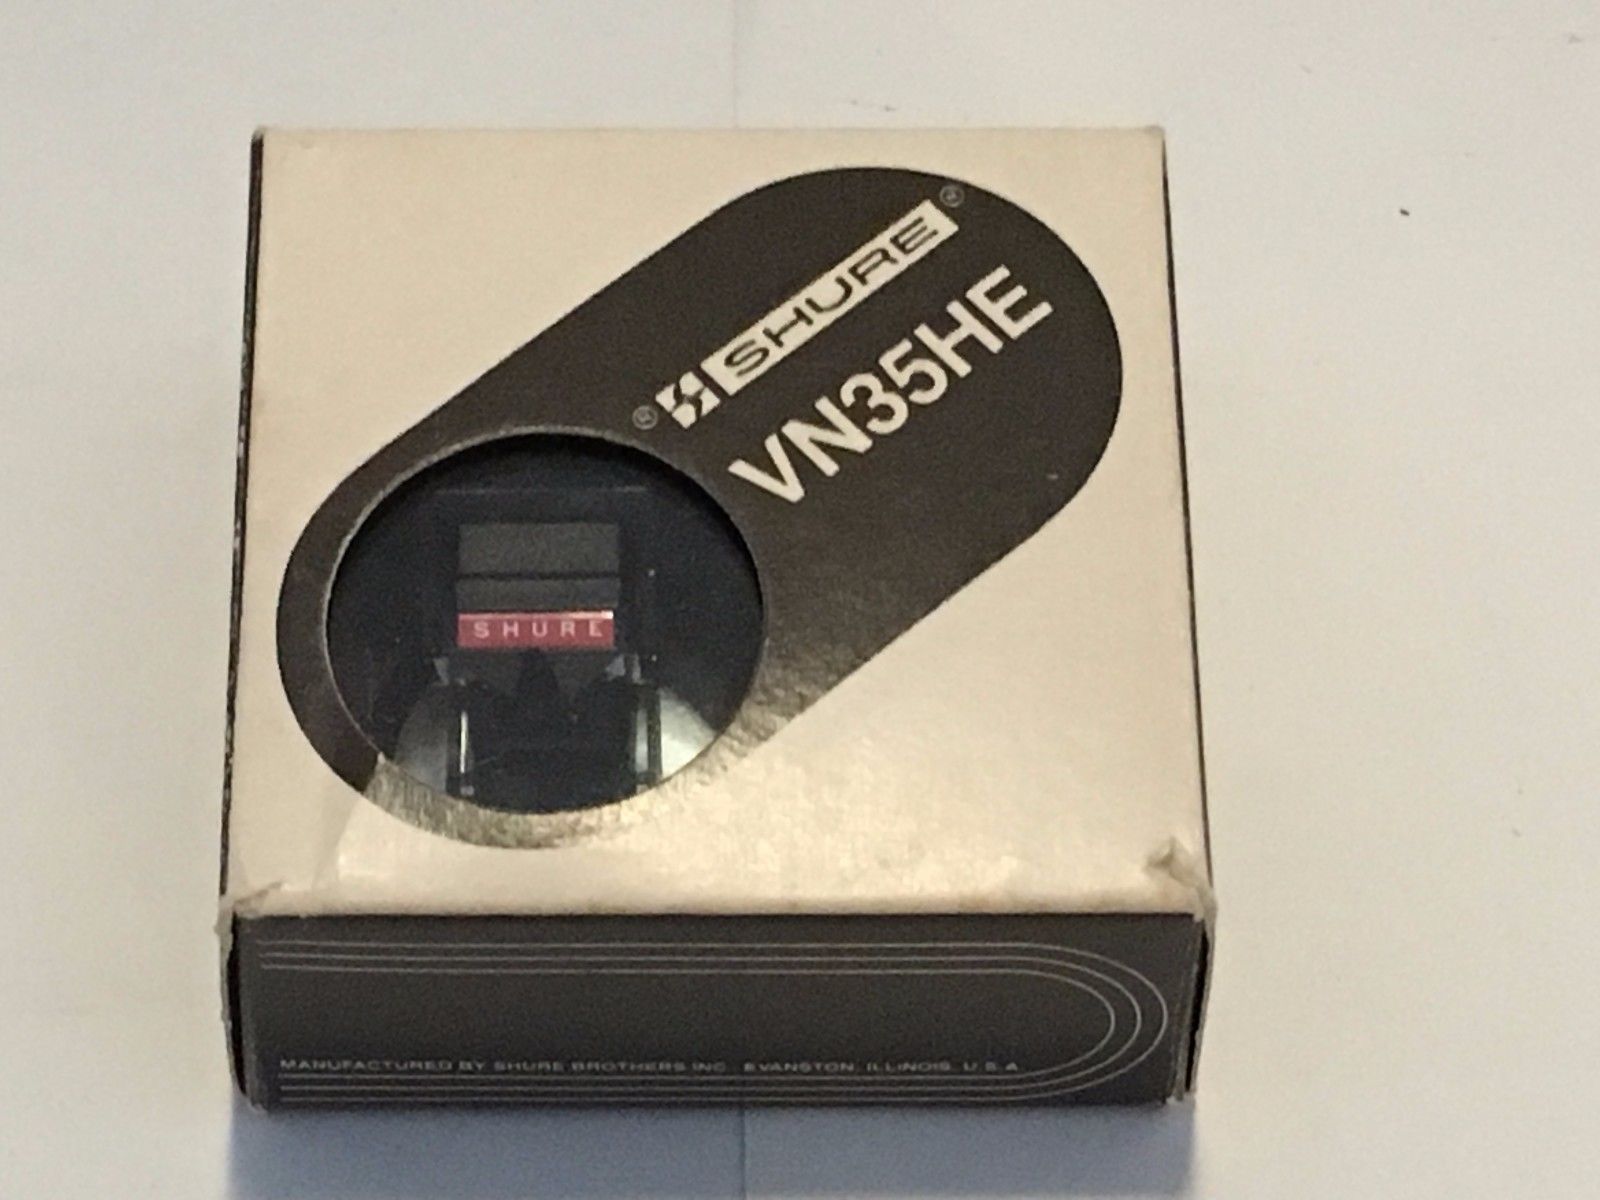 SHURE
VN35HE
SHURE
MANUFACTURED BY SHURE BROTHERS INC. EVANSTON, ILLINOIS, U.S.A.